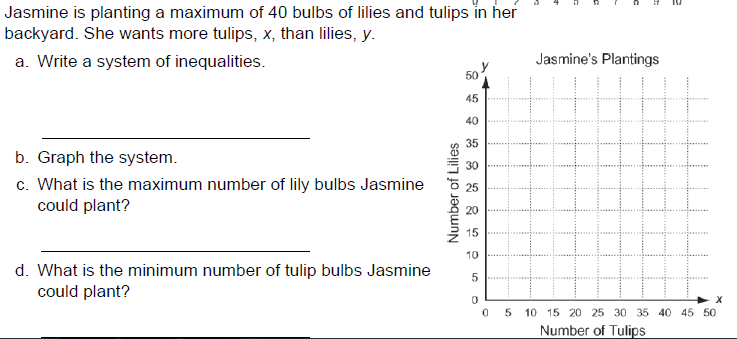 Jasmine is planting a maximum of 40 bulbs of lilies and tulips in her
backyard. She wants more tulips, x, than lilies, y.
a. Write a system of inequalities.
b. Graph the system.
c. What is the maximum number of lily bulbs Jasmine
could plant?
d. What is the minimum number of tulip bulbs Jasmine
could plant?
Jasmine's Plantings
y
50
45
40
35
30
25
20
15
10
5
0
Number of Lilies
x
0 5 10 15 20 25 30 35 40 45 50
Number of Tulips